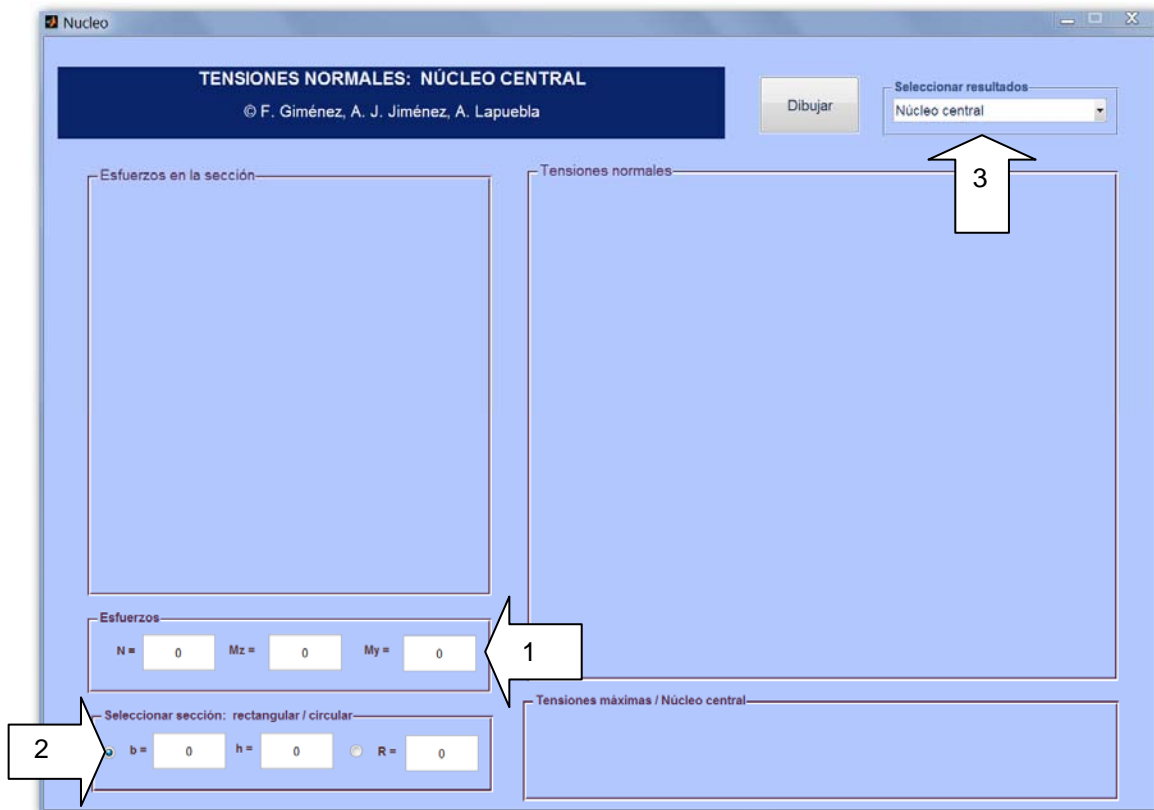 Nucleo
TENSIONES NORMALES: NÚCLEO CENTRAL
© F. Giménez, A. J. Jiménez, A. Lapuebla
Dibujar
Seleccionar resultados
Núcleo central
3
Esfuerzos en la sección
Tensiones normales
Esfuerzos
N = 0 Mz = 0 My = 0
1
Seleccionar sección: rectangular / circular
2
b = 0 h = 0 R = 0
Tensiones máximas / Núcleo central